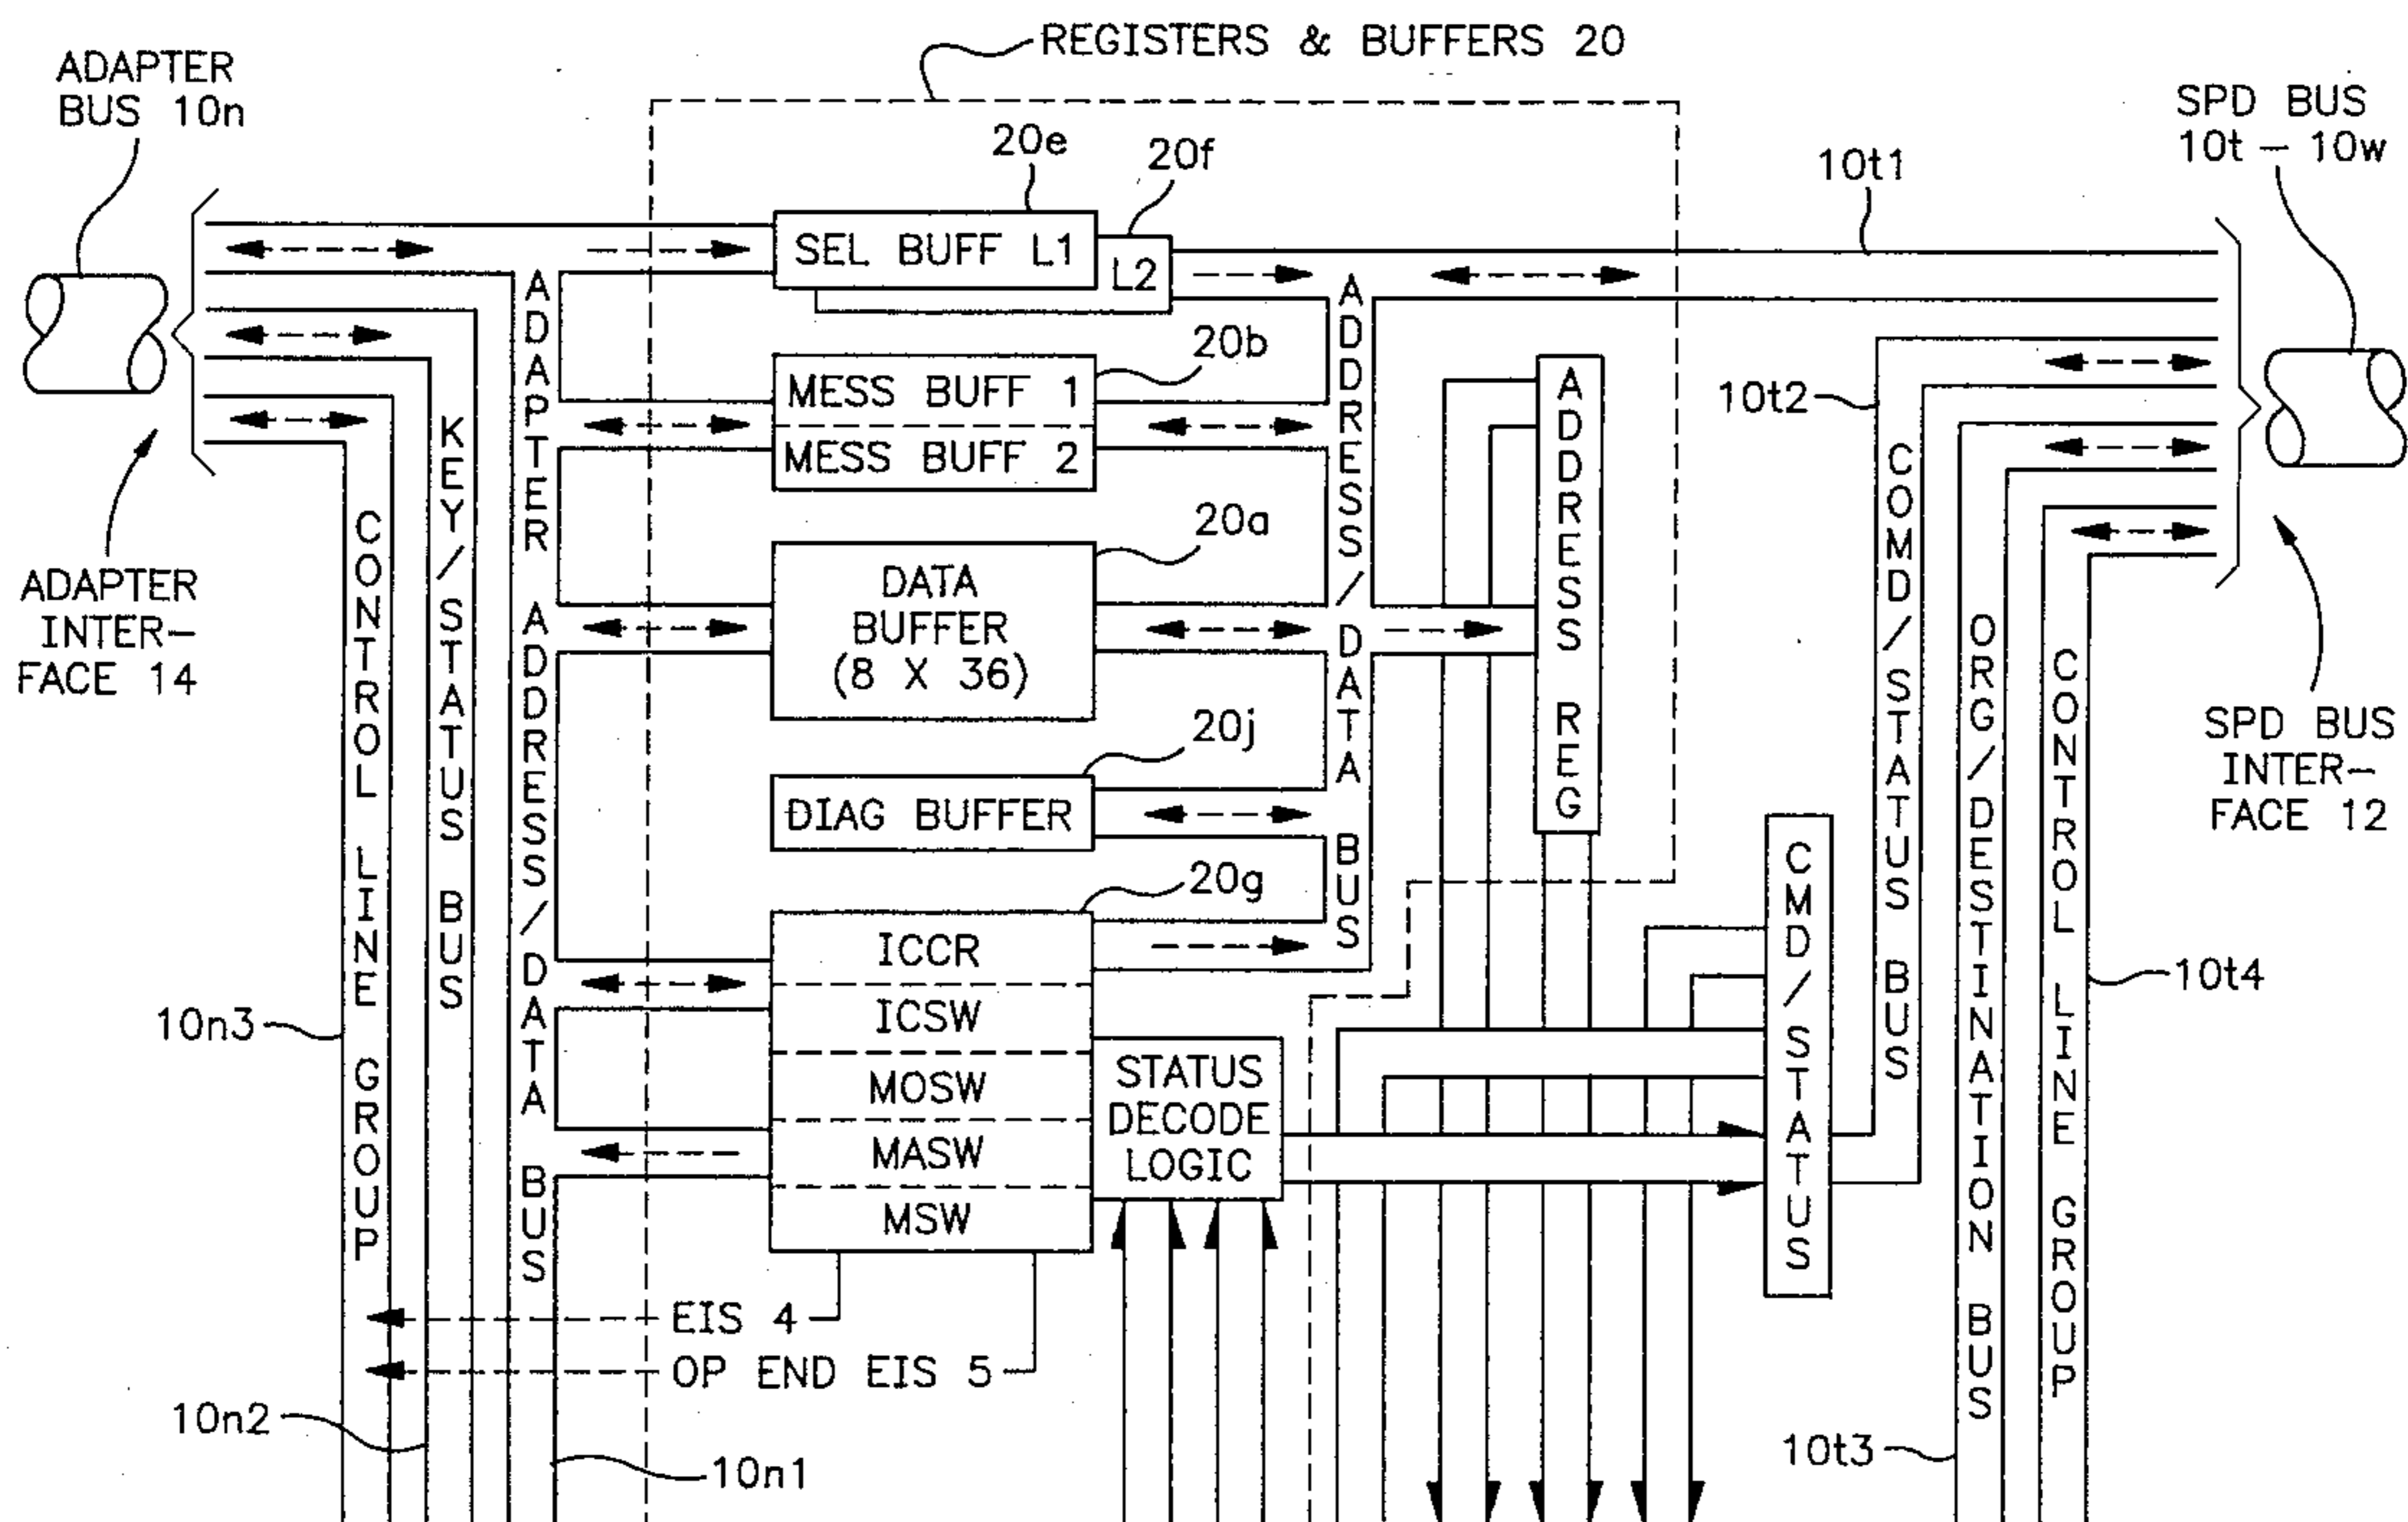 REGISTERS & BUFFERS 20
ADAPTER
BUS 10n
SPD BUS
10t – 10w
20e
20f
10t1
SEL BUFF L1
L2
20b
MESS BUFF 1
MESS BUFF 2
10t2
20a
DATA
BUFFER
(8 X 36)
ADAPTER
INTER-
FACE 14
SPD BUS
INTER-
FACE 12
20j
DIAG BUFFER
20g
ICCR
ICSW
MOSW
MASW
MSW
STATUS
DECODE
LOGIC
CONTROL LINE GROUP
KEY/STATUS BUS
ADAPTER ADDRESS/DATA BUS
ADDRESS/DATA BUS
ADDRESS REG
CMD/STATUS
COMD/STATUS BUS
ORG/DESTINATION BUS
CONTROL LINE GROUP
10n3
10t4
EIS 4
OP END EIS 5
10n2
10n1
10t3